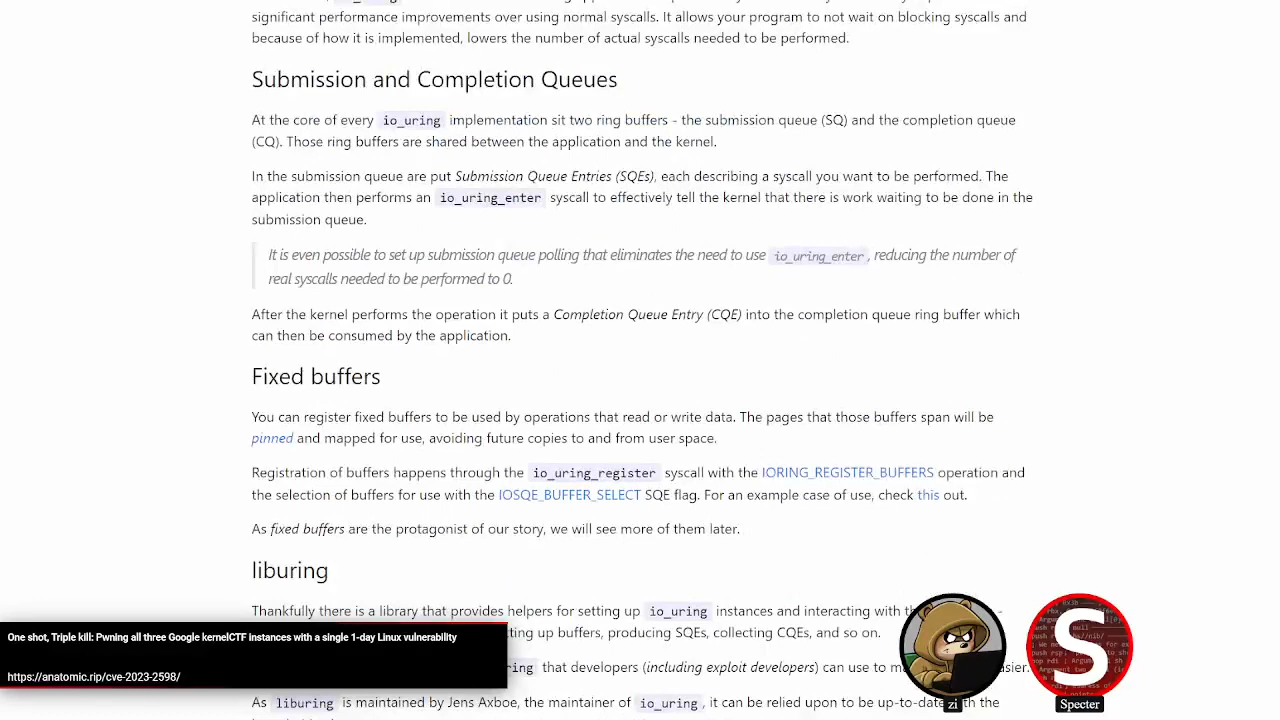 significant performance improvements over using normal syscalls. It allows your program to not wait on blocking syscalls and
because of how it is implemented, lowers the number of actual syscalls needed to be performed.
Submission and Completion Queues
At the core of every io_uring implementation sit two ring buffers - the submission queue (SQ) and the completion queue
(CQ). Those ring buffers are shared between the application and the kernel.
In the submission queue are put Submission Queue Entries (SQEs), each describing a syscall you want to be performed. The
application then performs an io_uring_enter syscall to effectively tell the kernel that there is work waiting to be done in the
submission queue.
It is even possible to set up submission queue polling that eliminates the need to use io_uring_enter, reducing the number of
real syscalls needed to be performed to 0.
After the kernel performs the operation it puts a Completion Queue Entry (CQE) into the completion queue ring buffer which
can then be consumed by the application.
Fixed buffers
You can register fixed buffers to be used by operations that read or write data. The pages that those buffers span will be
pinned and mapped for use, avoiding future copies to and from user space.
Registration of buffers happens through the io_uring_register syscall with the IORING_REGISTER_BUFFERS operation and
the selection of buffers for use with the IOSQE_BUFFER_SELECT SQE flag. For an example case of use, check this out.
As fixed buffers are the protagonist of our story, we will see more of them later.
liburing
Thankfully there is a library that provides helpers for setting up io_uring instances and interacting with the -
ting up buffers, producing SQEs, collecting CQEs, and so on.
ring that developers (including exploit developers) can use to ma easier.
As liburing is maintained by Jens Axboe, the maintainer of io_uring, it can be relied upon to be up-to-date with the
One shot, Triple kill: Pwning all three Google kernelCTF instances with a single 1-day Linux vulnerability
https://anatomic.rip/cve-2023-2598/
zi
S
Specter